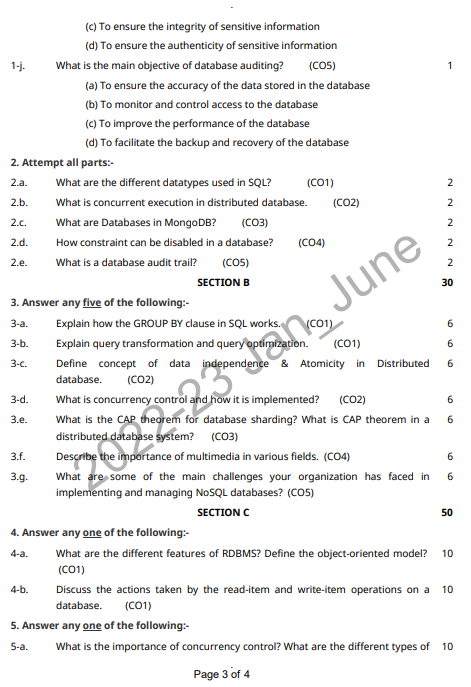 (c) To ensure the integrity of sensitive information
(d) To ensure the authenticity of sensitive information
1-j. What is the main objective of database auditing? (CO5) 1
(a) To ensure the accuracy of the data stored in the database
(b) To monitor and control access to the database
(c) To improve the performance of the database
(d) To facilitate the backup and recovery of the database
2. Attempt all parts:-
2.a. What are the different datatypes used in SQL? (CO1) 2
2.b. What is concurrent execution in distributed database. (CO2) 2
2.c. What are Databases in MongoDB? (CO3) 2
2.d. How constraint can be disabled in a database? (CO4) 2
2.e. What is a database audit trail? (CO5) 2
SECTION B 30
3. Answer any five of the following:-
3-a. Explain how the GROUP BY clause in SQL works. (CO1) 6
3-b. Explain query transformation and query optimization. (CO1) 6
3-c. Define concept of data independence & Atomicity in Distributed 6
database. (CO2)
3-d. What is concurrency control and how it is implemented? (CO2) 6
3.e. What is the CAP theorem for database sharding? What is CAP theorem in a 6
distributed database system? (CO3)
3.f. Describe the importance of multimedia in various fields. (CO4) 6
3.g. What are some of the main challenges your organization has faced in 6
implementing and managing NoSQL databases? (CO5)
SECTION C 50
4. Answer any one of the following:-
4-a. What are the different features of RDBMS? Define the object-oriented model? 10
(CO1)
4-b. Discuss the actions taken by the read-item and write-item operations on a 10
database. (CO1)
5. Answer any one of the following:-
5-a. What is the importance of concurrency control? What are the different types of 10
Page 3 of 4
2022-23 Jan_June